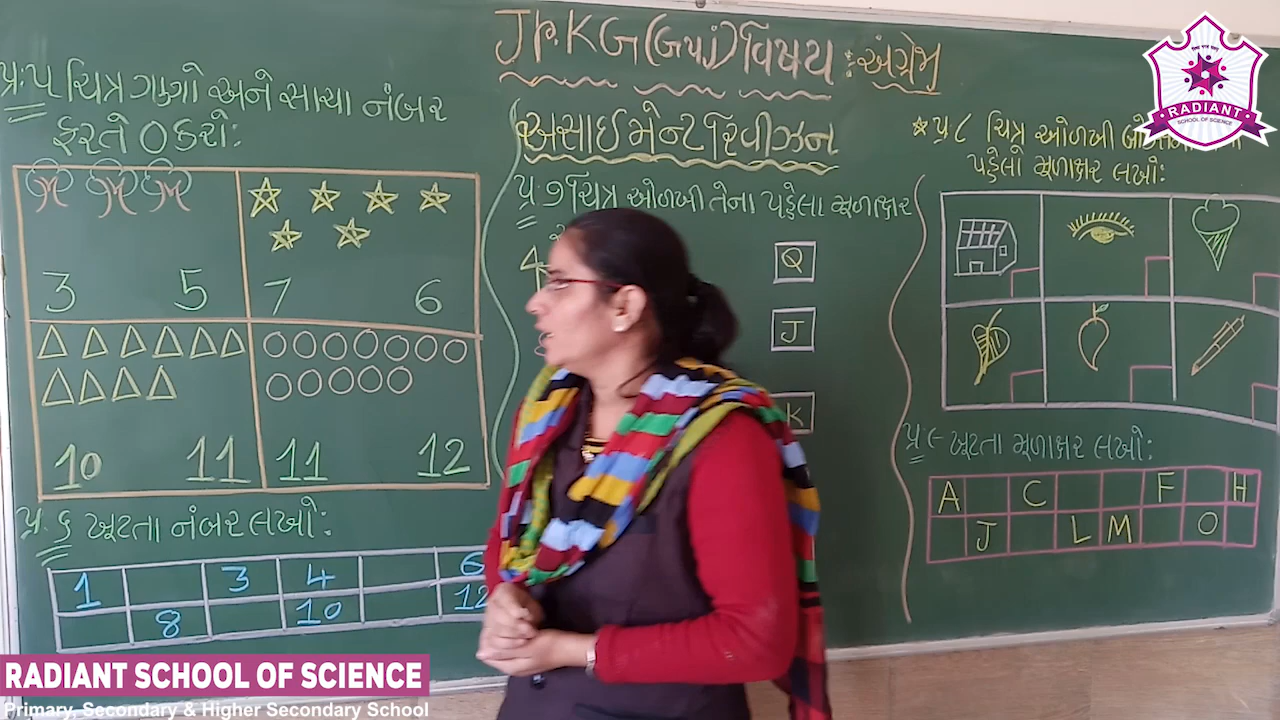 Jr.KG (Guj) વિષય : અંગ્રેજી
અસાઈમેન્ટ રિવીઝન
પ્ર:૫ ચિત્ર ગણો અને સાચા નંબર
ફરતે O કરો:
3 5 7 6
10 11 11 12
પ્ર:૬ ખૂટતા નંબર લખો:
1 3 4 6
8 10 12
પ્ર ૭ ચિત્ર ઓળખી તેના પહેલા મૂળાક્ષર
Q
J
K
પ્ર ૮ ચિત્ર ઓળખી
પહેલો મૂળાક્ષર લખો:
પ્ર:૯ ખૂટતા મૂળાક્ષર લખો:
A C F H
J L M O
RADIANT
SCHOOL OF SCIENCE
RADIANT SCHOOL OF SCIENCE
Primary, Secondary & Higher Secondary School